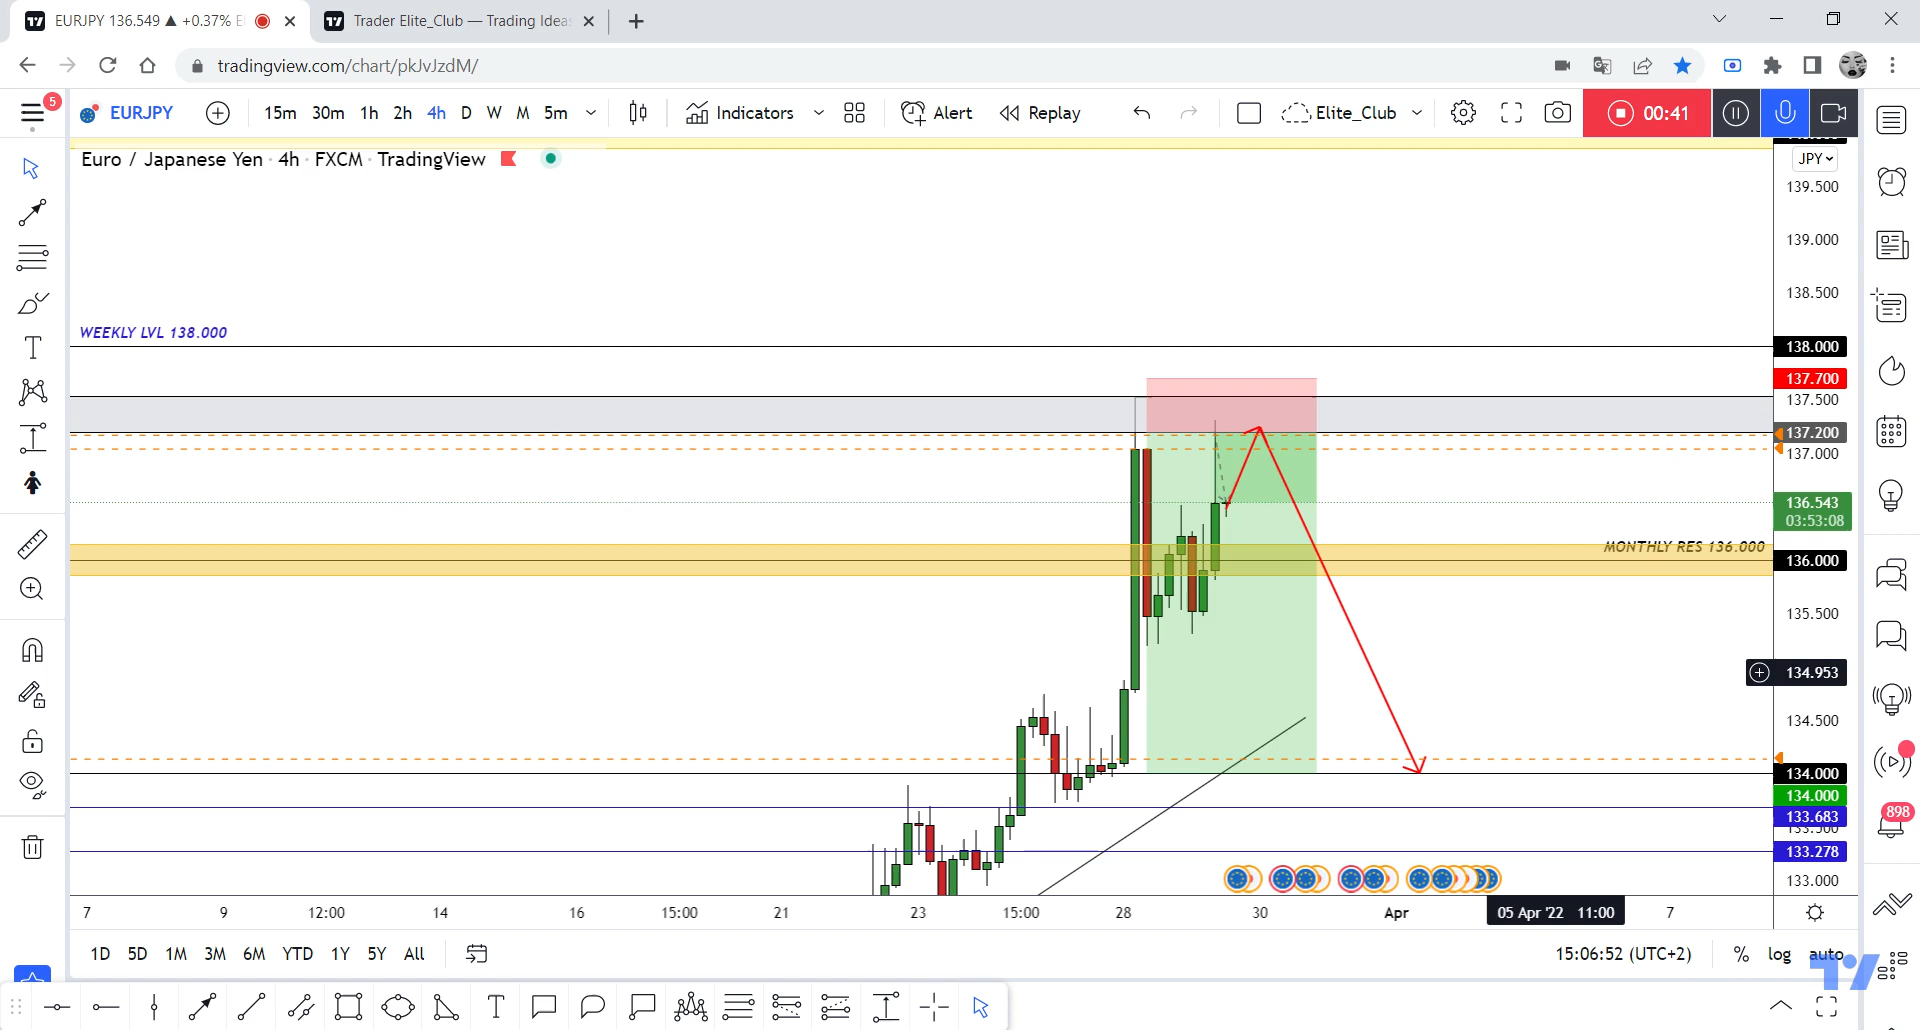 EURJPY 136.549 ▲ +0.37%
Trader Elite_Club — Trading Ideas
tradingview.com/chart/pkJvJzdM/
5
EURJPY
15m 30m 1h 2h 4h D W M 5m
Indicators
Alert
Replay
Elite_Club
00:41
Euro / Japanese Yen · 4h · FXCM · TradingView
JPY
139.500
139.000
138.500
WEEKLY LVL 138.000
138.000
137.700
137.500
137.200
137.000
136.543
03:53:08
MONTHLY RES 136.000
136.000
135.500
134.953
134.500
134.000
134.000
133.683
133.500
133.278
133.000
898
7 9 12:00 14 16 15:00 21 23 15:00 28 30 Apr 05 Apr '22 11:00 7
1D 5D 1M 3M 6M YTD 1Y 5Y All
15:06:52 (UTC+2)
% log auto